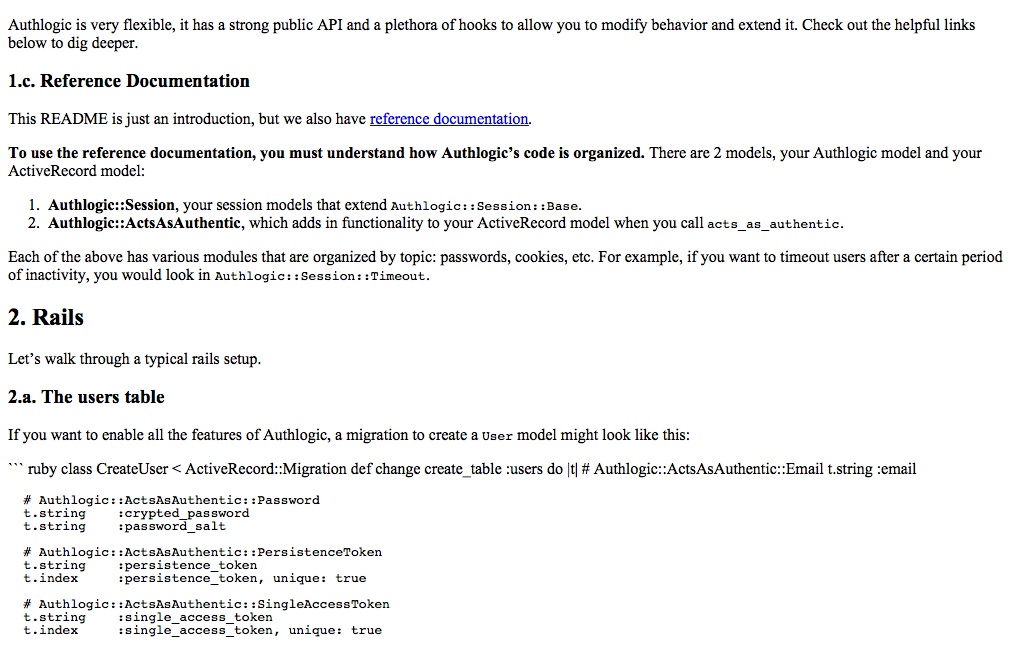 Authlogic is very flexible, it has a strong public API and a plethora of hooks to allow you to modify behavior and extend it. Check out the helpful links
below to dig deeper.
1.c. Reference Documentation
This README is just an introduction, but we also have reference documentation.
To use the reference documentation, you must understand how Authlogic’s code is organized. There are 2 models, your Authlogic model and your
ActiveRecord model:
1. Authlogic::Session, your session models that extend Authlogic::Session::Base.
2. Authlogic::ActsAsAuthentic, which adds in functionality to your ActiveRecord model when you call acts_as_authentic.
Each of the above has various modules that are organized by topic: passwords, cookies, etc. For example, if you want to timeout users after a certain period
of inactivity, you would look in Authlogic::Session::Timeout.
2. Rails
Let’s walk through a typical rails setup.
2.a. The users table
If you want to enable all the features of Authlogic, a migration to create a User model might look like this:
``` ruby class CreateUser < ActiveRecord::Migration def change create_table :users do |t| # Authlogic::ActsAsAuthentic::Email t.string :email
# Authlogic::ActsAsAuthentic::Password
t.string    :crypted_password
t.string    :password_salt
# Authlogic::ActsAsAuthentic::PersistenceToken
t.string    :persistence_token
t.index     :persistence_token, unique: true
# Authlogic::ActsAsAuthentic::SingleAccessToken
t.string    :single_access_token
t.index     :single_access_token, unique: true